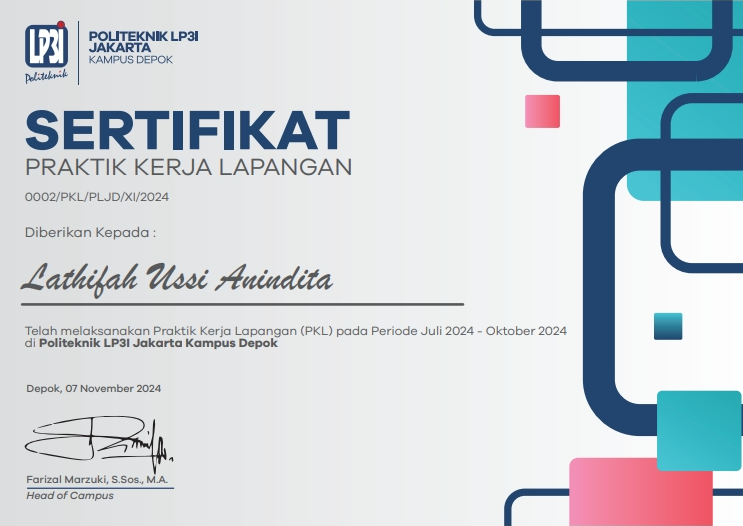 LP3I
Politeknik
POLITEKNIK LP3I
JAKARTA
KAMPUS DEPOK
SERTIFIKAT
PRAKTIK KERJA LAPANGAN
0002/PKL/PLJD/XI/2024
Diberikan Kepada :
Lathifah Ussi Anindita
Telah melaksanakan Praktik Kerja Lapangan (PKL) pada Periode Juli 2024 - Oktober 2024
di Politeknik LP3I Jakarta Kampus Depok
Depok, 07 November 2024
Farizal Marzuki, S.Sos., M.A.
Head of Campus